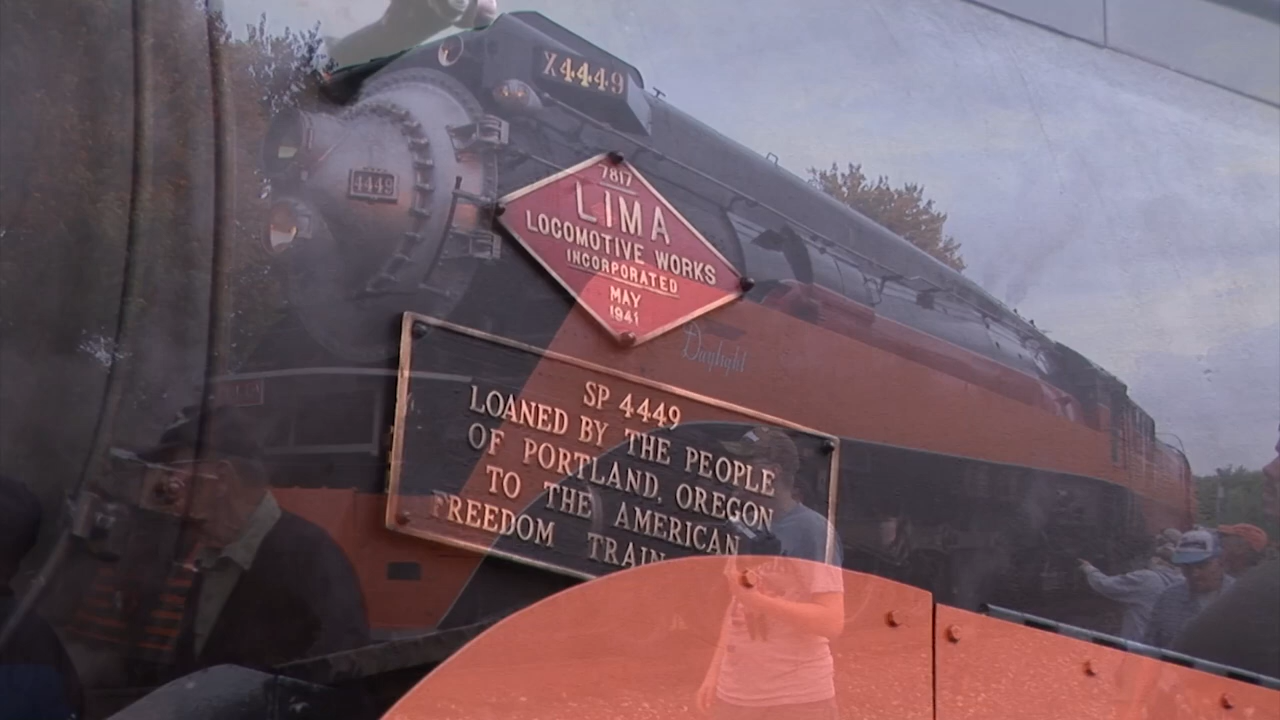 X4449
4449
7817
LIMA
LOCOMOTIVE WORKS
INCORPORATED
MAY
1941
Daylight
SP 4449
LOANED BY THE PEOPLE
OF PORTLAND, OREGON
TO THE AMERICAN
FREEDOM TRAIN